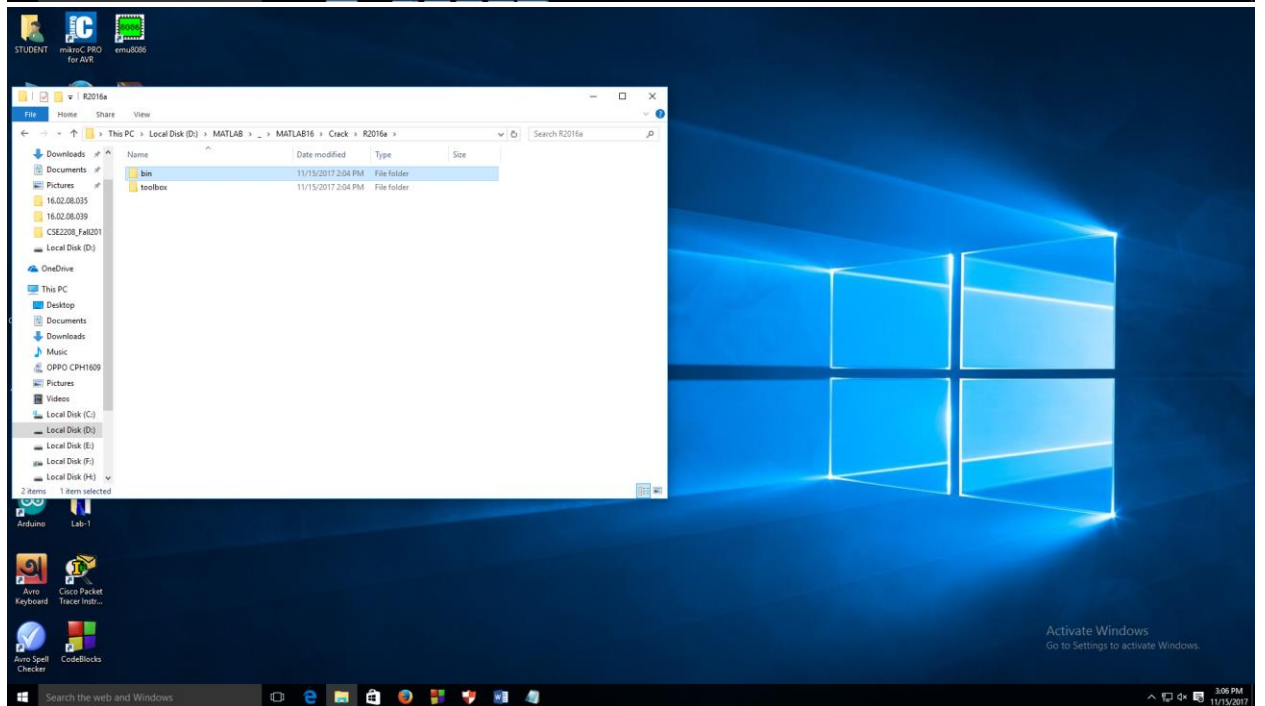 STUDENT
mikroC PRO for AVR
emu8086
R2016a
File Home Share View
This PC > Local Disk (D:) > MATLAB > _ > MATLAB16 > Crack > R2016a >
Search R2016a
Name Date modified Type Size
bin 11/15/2017 2:04 PM File folder
toolbox 11/15/2017 2:04 PM File folder
Downloads
Documents
Pictures
16.02.08.035
16.02.08.039
CSE2208_Fall201
Local Disk (D:)
OneDrive
This PC
Desktop
Documents
Downloads
Music
OPPO CPH1609
Pictures
Videos
Local Disk (C:)
Local Disk (D:)
Local Disk (E:)
Local Disk (F:)
Local Disk (H:)
2 items 1 item selected
Arduino
Lab-1
Avro Keyboard
Cisco Packet Tracer Instr...
Avro Spell Checker
CodeBlocks
Activate Windows
Go to Settings to activate Windows.
Search the web and Windows
3:06 PM
11/15/2017